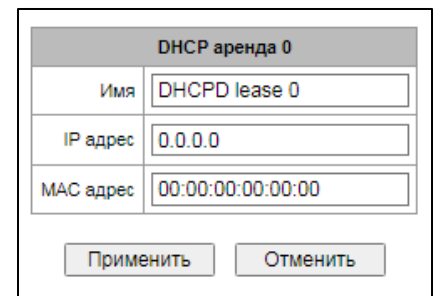 DHCP аренда 0
Имя DHCPD lease 0
IP адрес 0.0.0.0
MAC адрес 00:00:00:00:00:00
Применить Отменить